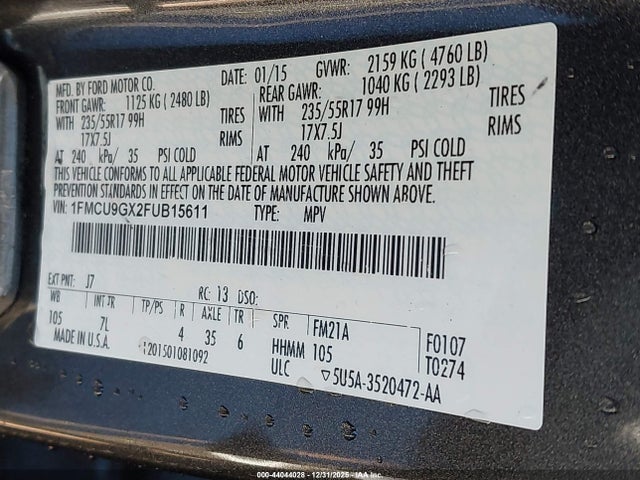 MFD. BY FORD MOTOR CO.
DATE: 01/15 GVWR: 2159 KG ( 4760 LB)
FRONT GAWR: 1125 KG ( 2480 LB) REAR GAWR: 1040 KG ( 2293 LB)
WITH 235/55R17 99H TIRES WITH 235/55R17 99H TIRES
17X7.5J RIMS 17X7.5J RIMS
AT 240 kPa/ 35 PSI COLD AT 240 kPa/ 35 PSI COLD
THIS VEHICLE CONFORMS TO ALL APPLICABLE FEDERAL MOTOR VEHICLE SAFETY AND THEFT
PREVENTION STANDARDS IN EFFECT ON THE DATE OF MANUFACTURE SHOWN ABOVE.
VIN: 1FMCU9GX2FUB15611 TYPE: MPV
EXT PNT: J7 RC: 13 DSO:
WB INT TR TP/PS R AXLE TR SPR FM21A F0107
105 7L 4 35 6 HHMM 105 T0274
MADE IN U.S.A. 1201501081092 ULC ▽5U5A-3520472-AA
000-44044028 - 12/31/2025 -